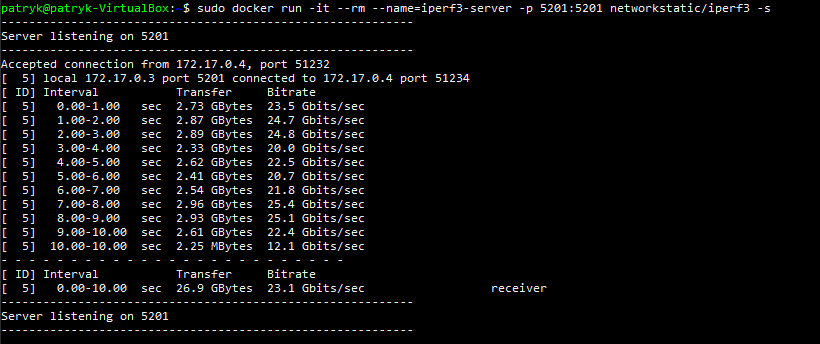 patryk@patryk-VirtualBox:~$ sudo docker run -it --rm --name=iperf3-server -p 5201:5201 networkstatic/iperf3 -s
-----------------------------------------------------------
Server listening on 5201
-----------------------------------------------------------
Accepted connection from 172.17.0.4, port 51232
[  5] local 172.17.0.3 port 5201 connected to 172.17.0.4 port 51234
[ ID] Interval           Transfer     Bitrate
[  5]   0.00-1.00   sec  2.73 GBytes  23.5 Gbits/sec
[  5]   1.00-2.00   sec  2.87 GBytes  24.7 Gbits/sec
[  5]   2.00-3.00   sec  2.89 GBytes  24.8 Gbits/sec
[  5]   3.00-4.00   sec  2.33 GBytes  20.0 Gbits/sec
[  5]   4.00-5.00   sec  2.62 GBytes  22.5 Gbits/sec
[  5]   5.00-6.00   sec  2.41 GBytes  20.7 Gbits/sec
[  5]   6.00-7.00   sec  2.54 GBytes  21.8 Gbits/sec
[  5]   7.00-8.00   sec  2.96 GBytes  25.4 Gbits/sec
[  5]   8.00-9.00   sec  2.93 GBytes  25.1 Gbits/sec
[  5]   9.00-10.00  sec  2.61 GBytes  22.4 Gbits/sec
[  5]  10.00-10.00  sec  2.25 MBytes  12.1 Gbits/sec
- - - - - - - - - - - - - - - - - - - - - - - - -
[ ID] Interval           Transfer     Bitrate
[  5]   0.00-10.00  sec  26.9 GBytes  23.1 Gbits/sec                  receiver
-----------------------------------------------------------
Server listening on 5201
-----------------------------------------------------------